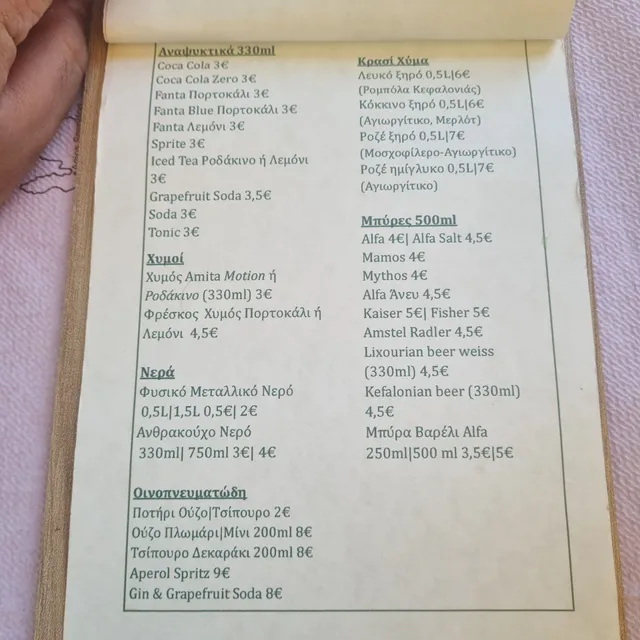 Αναψυκτικά 330ml
Coca Cola 3€
Coca Cola Zero 3€
Fanta Πορτοκάλι 3€
Fanta Blue Πορτοκάλι 3€
Fanta Λεμόνι 3€
Sprite 3€
Iced Tea Ροδάκινο ή Λεμόνι
3€
Grapefruit Soda 3,5€
Soda 3€
Tonic 3€
Χυμοί
Χυμός Amita Motion ή
Ροδάκινο (330ml) 3€
Φρέσκος Χυμός Πορτοκάλι ή
Λεμόνι 4,5€
Νερά
Φυσικό Μεταλλικό Νερό
0,5L|1,5L 0,5€| 2€
Ανθρακούχο Νερό
330ml| 750ml 3€| 4€
Οινοπνευματώδη
Ποτήρι Ούζο|Τσίπουρο 2€
Ούζο Πλωμάρι|Μίνι 200ml 8€
Τσίπουρο Δεκαράκι 200ml 8€
Aperol Spritz 9€
Gin & Grapefruit Soda 8€
Κρασί Χύμα
Λευκό ξηρό 0,5L|6€
(Ρομπόλα Κεφαλονιάς)
Κόκκινο ξηρό 0,5L|6€
(Αγιωργίτικο, Μερλότ)
Ροζέ ξηρό 0,5L|7€
(Μοσχοφίλερο-Αγιωργίτικο)
Ροζέ ημίγλυκο 0,5L|7€
(Αγιωργίτικο)
Μπύρες 500ml
Alfa 4€| Alfa Salt 4,5€
Mamos 4€
Mythos 4€
Alfa Άνευ 4,5€
Kaiser 5€| Fisher 5€
Amstel Radler 4,5€
Lixourian beer weiss
(330ml) 4,5€
Kefalonian beer (330ml)
4,5€
Μπύρα Βαρέλι Alfa
250ml|500 ml 3,5€|5€